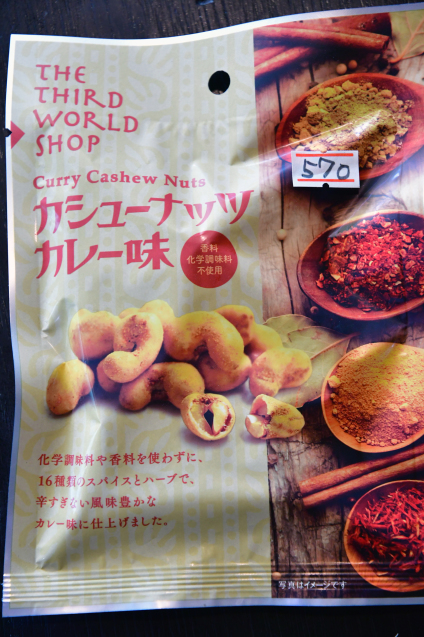 THE
THIRD
WORLD
SHOP
570
Curry Cashew Nuts
カシューナッツ
カレー味
香料
化学調味料
不使用
化学調味料や香料を使わずに、
16種類のスパイスとハーブで、
辛すぎない風味豊かな
カレー味に仕上げました。
写真はイメージです